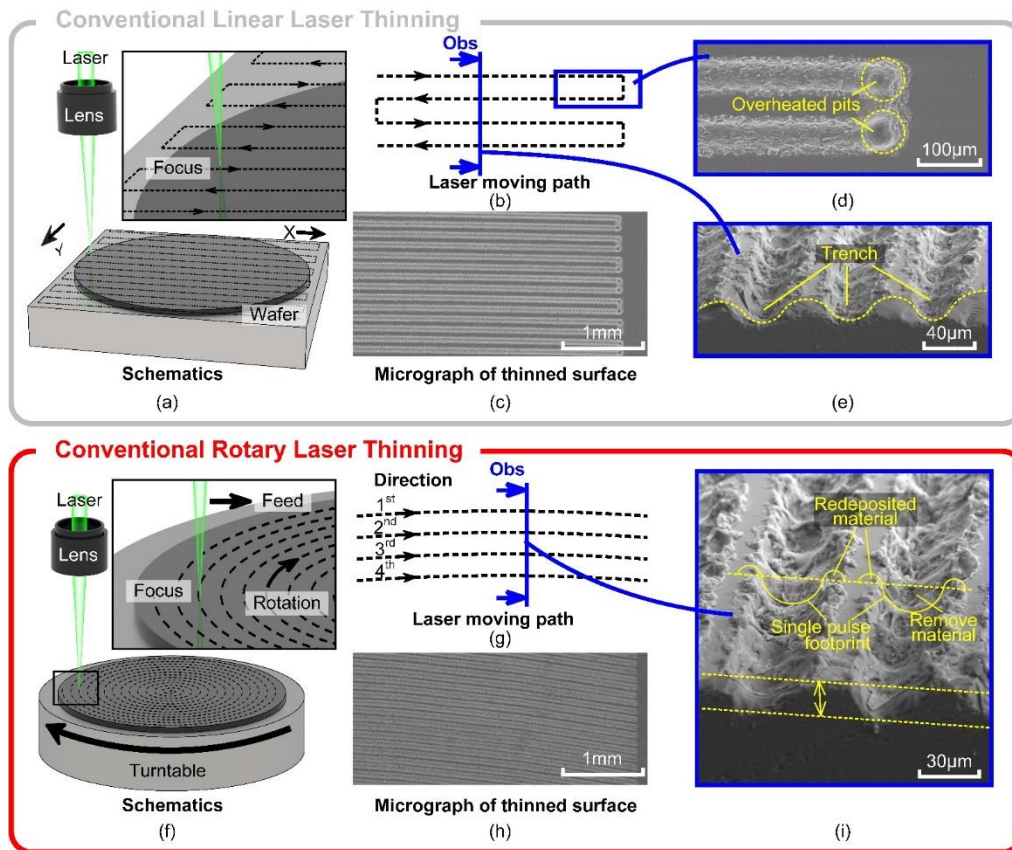 Conventional Linear Laser Thinning
Laser
Lens
Focus
X
Y
Wafer
Schematics
(a)
Obs
Laser moving path
(b)
1mm
Micrograph of thinned surface
(c)
Overheated pits
100µm
(d)
Trench
40µm
(e)
Conventional Rotary Laser Thinning
Laser
Lens
Feed
Focus
Rotation
Turntable
Schematics
(f)
Direction
Obs
1st
2nd
3rd
4th
Laser moving path
(g)
1mm
Micrograph of thinned surface
(h)
Redeposited
material
Single pulse
footprint
Remove
material
30µm
(i)